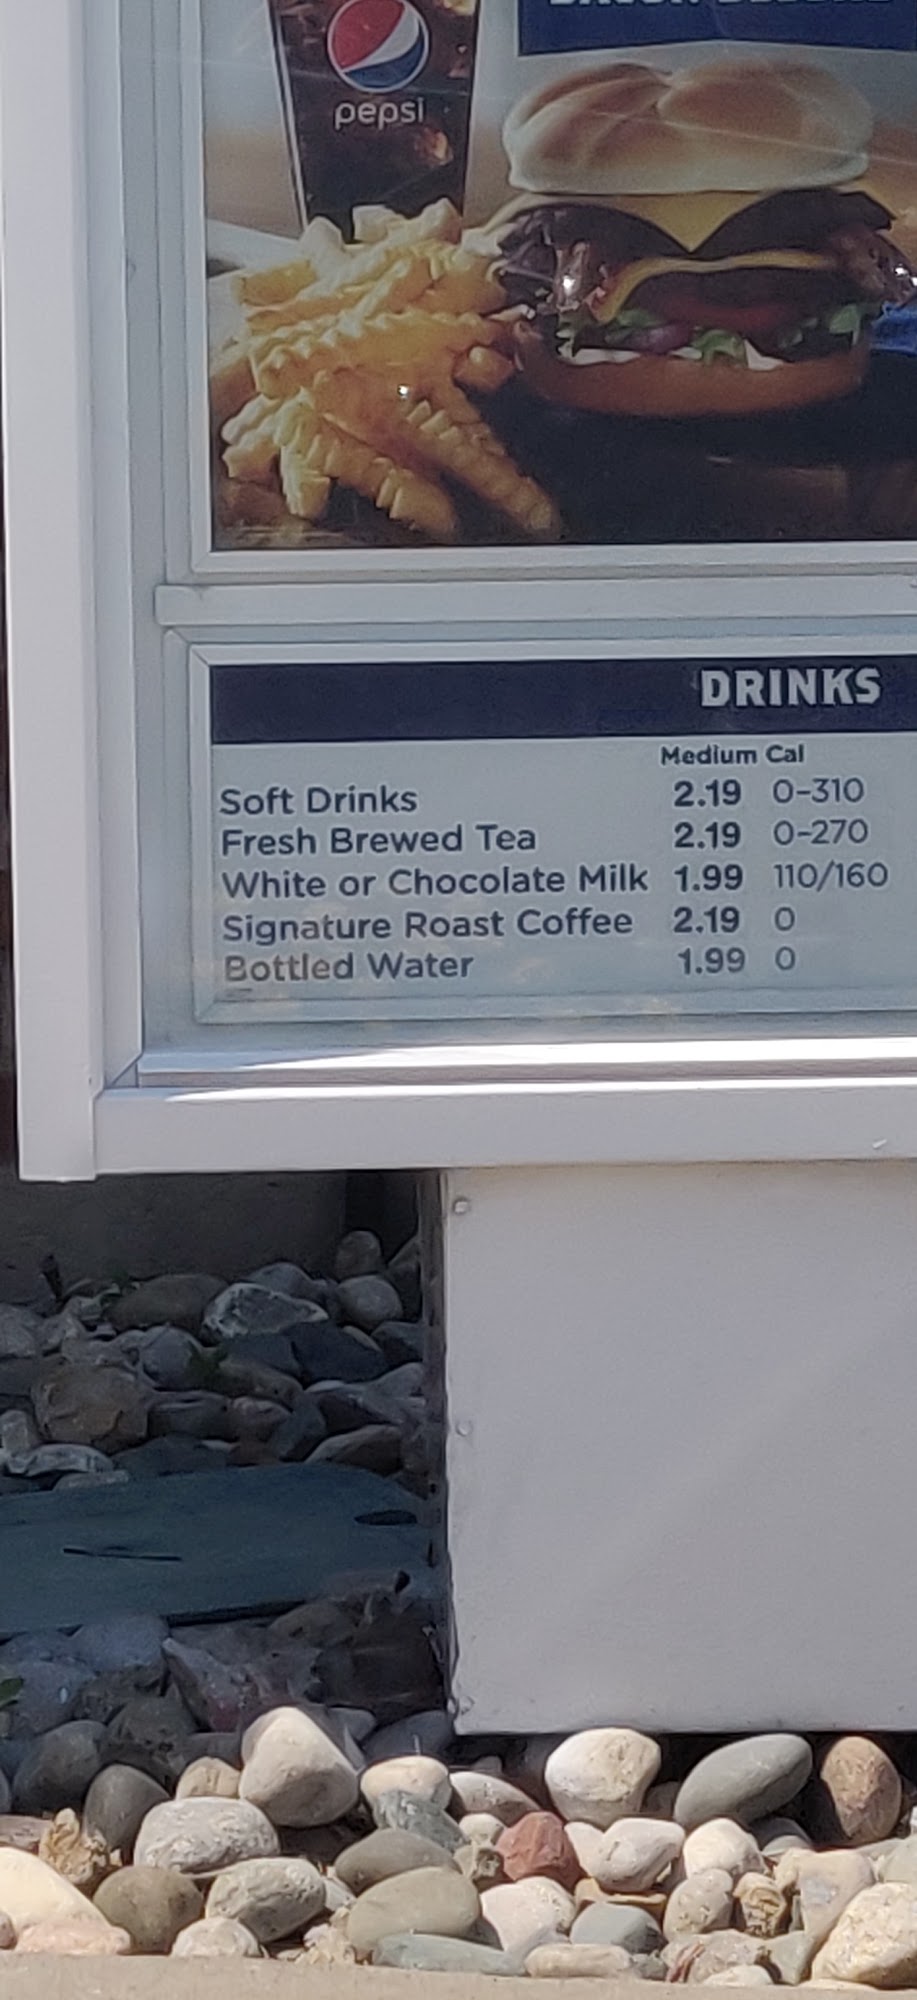 pepsi
DRINKS
Medium Cal
Soft Drinks 2.19 0-310
Fresh Brewed Tea 2.19 0-270
White or Chocolate Milk 1.99 110/160
Signature Roast Coffee 2.19 0
Bottled Water 1.99 0